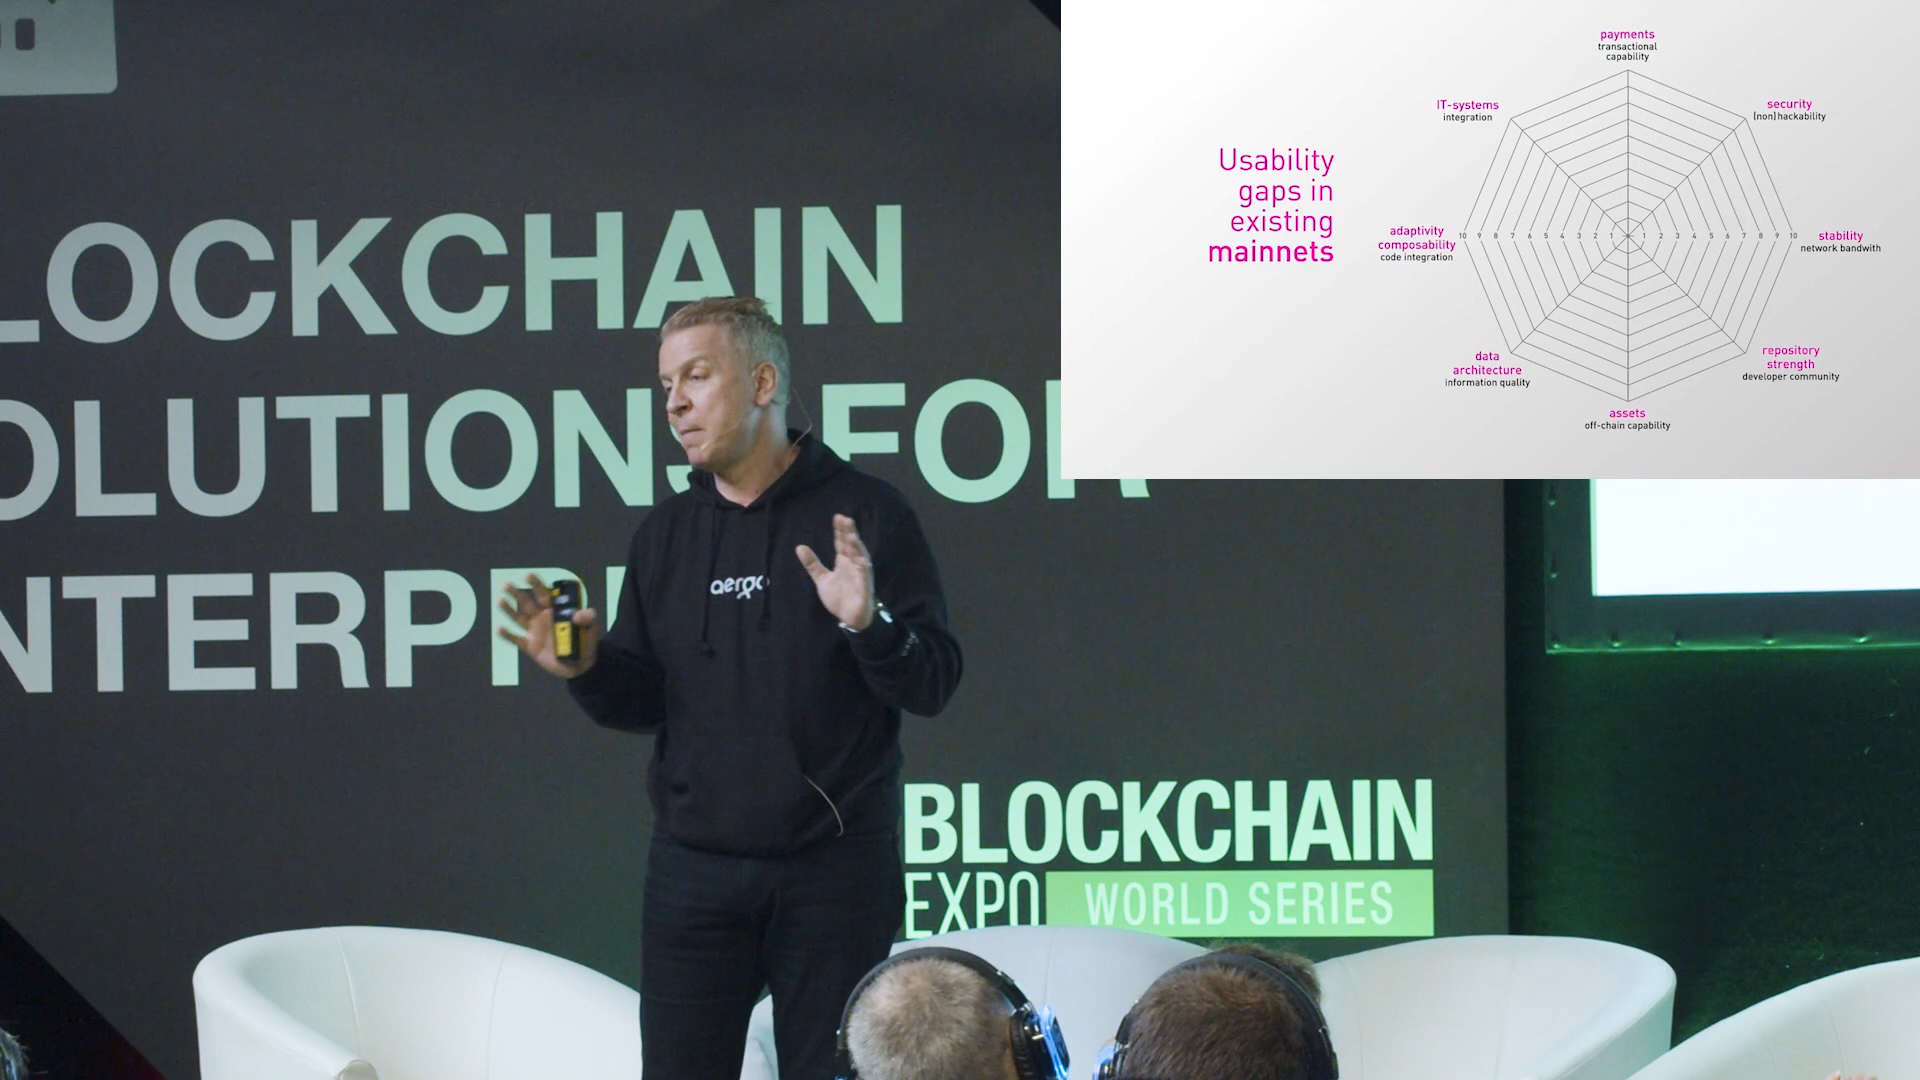 LOCKCHAIN
OLUTIONS FOR
NTERPRI
aergo
BLOCKCHAIN
EXPO WORLD SERIES
Usability
gaps in
existing
mainnets
payments
transactional
capability
security
(non)hackability
stability
network bandwith
repository
strength
developer community
assets
off-chain capability
data
architecture
information quality
adaptivity
composability
code integration
IT-systems
integration
10 9 8 7 6 5 4 3 2 1 1 2 3 4 5 6 7 8 9 10